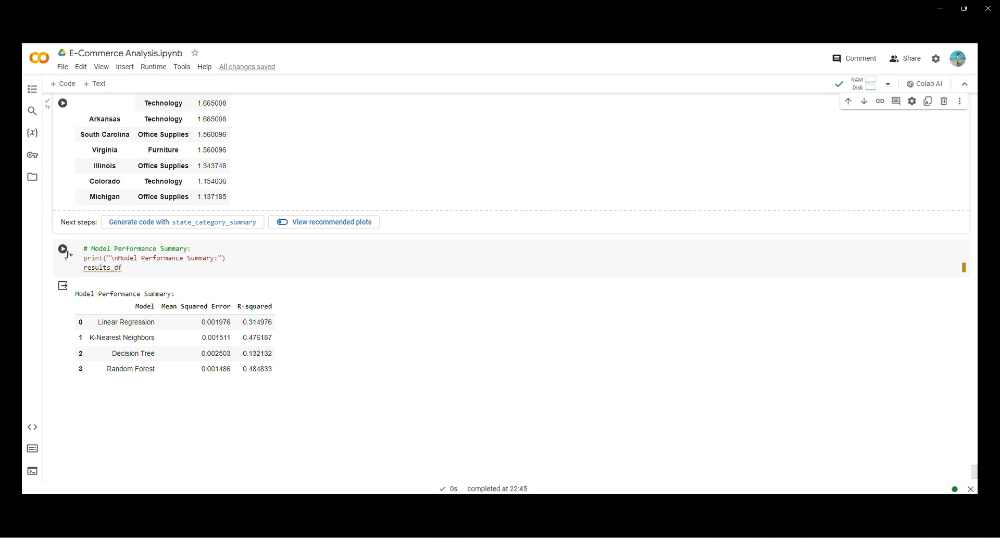 E-Commerce Analysis.ipynb
File Edit View Insert Runtime Tools Help All changes saved
Comment Share
+ Code + Text
RAM
Disk
Colab AI
1s
Technology 1.665008
Arkansas Technology 1.665008
South Carolina Office Supplies 1.560096
Virginia Furniture 1.560096
Illinois Office Supplies 1.343748
Colorado Technology 1.154036
Michigan Office Supplies 1.137185
Next steps: Generate code with state_category_summary View recommended plots
# Model Performance Summary:
print("\nModel Performance Summary:")
results_df
Model Performance Summary:
Model Mean Squared Error R-squared
0 Linear Regression 0.001976 0.314976
1 K-Nearest Neighbors 0.001511 0.476187
2 Decision Tree 0.002503 0.132132
3 Random Forest 0.001486 0.484833
0s completed at 22:45